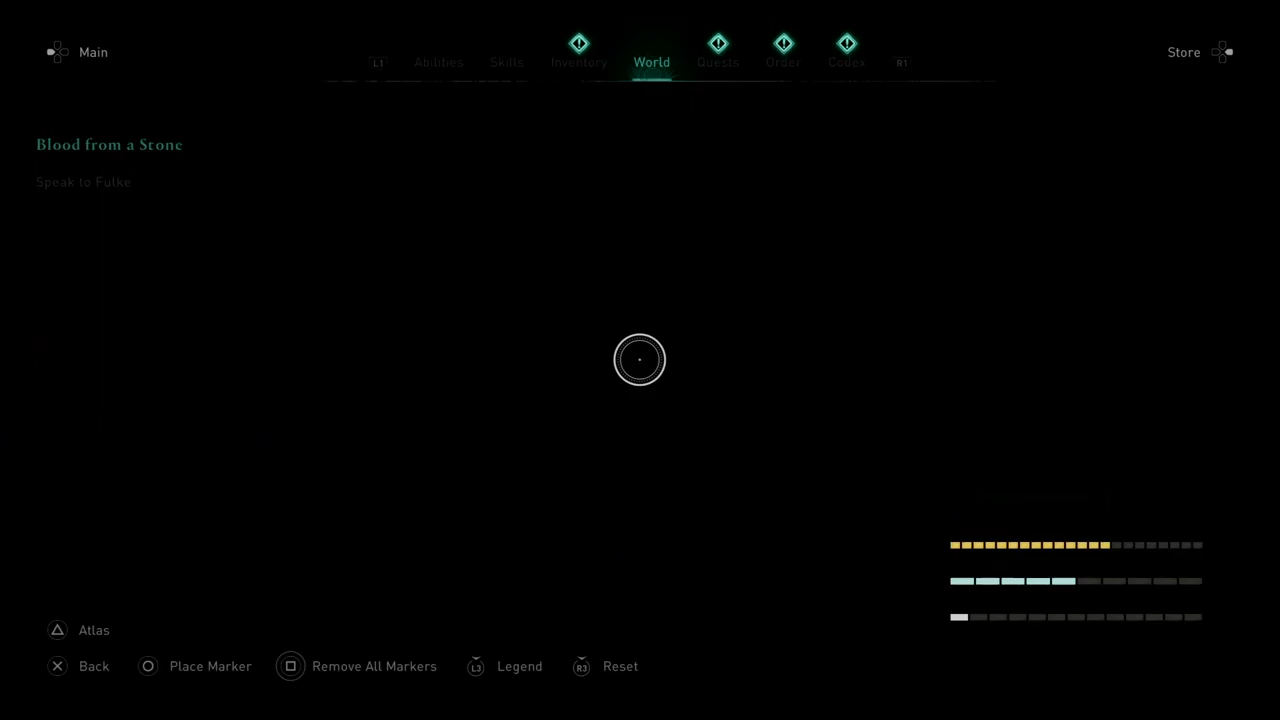 Main
L1 Abilities Skills Inventory World Quests Order Codex R1
Store
Blood from a Stone
Speak to Fulke
Atlas
Back Place Marker Remove All Markers L3 Legend R3 Reset